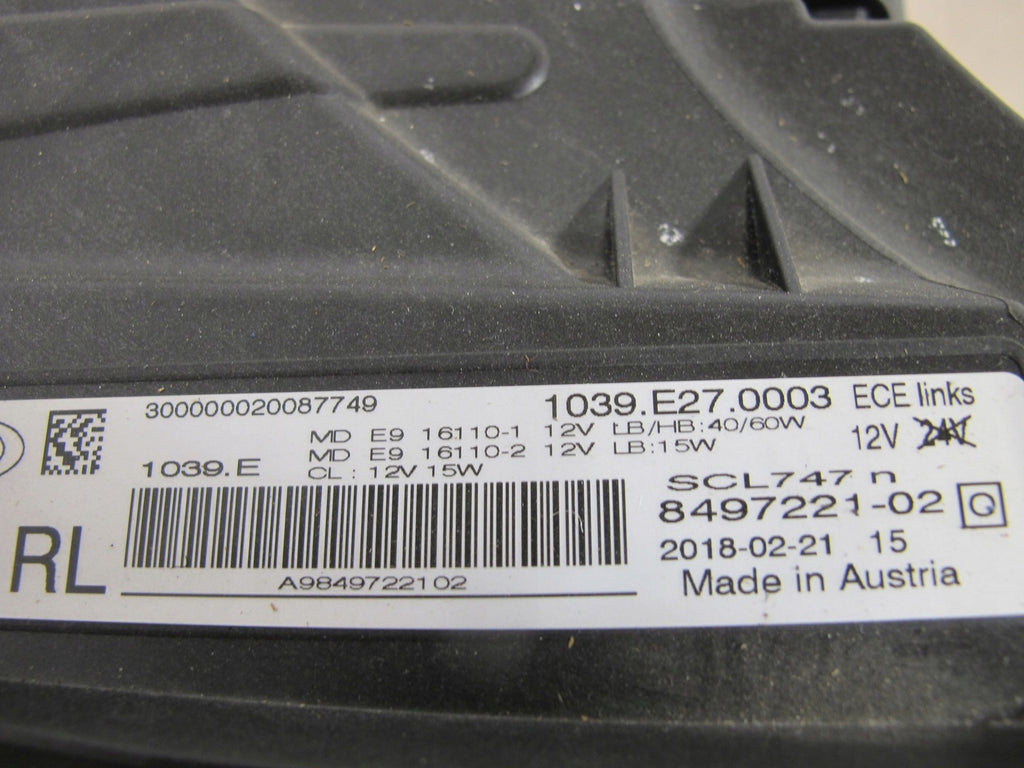 300000020087749 1039.E27.0003 ECE links
MD E9 16110-1 12V LB/HB:40/60W 12V 24V
MD E9 16110-2 12V LB:15W
1039.E CL: 12V 15W
SCL747 n
8497221-02 Q
2018-02-21 15
Made in Austria
RL
A9849722102